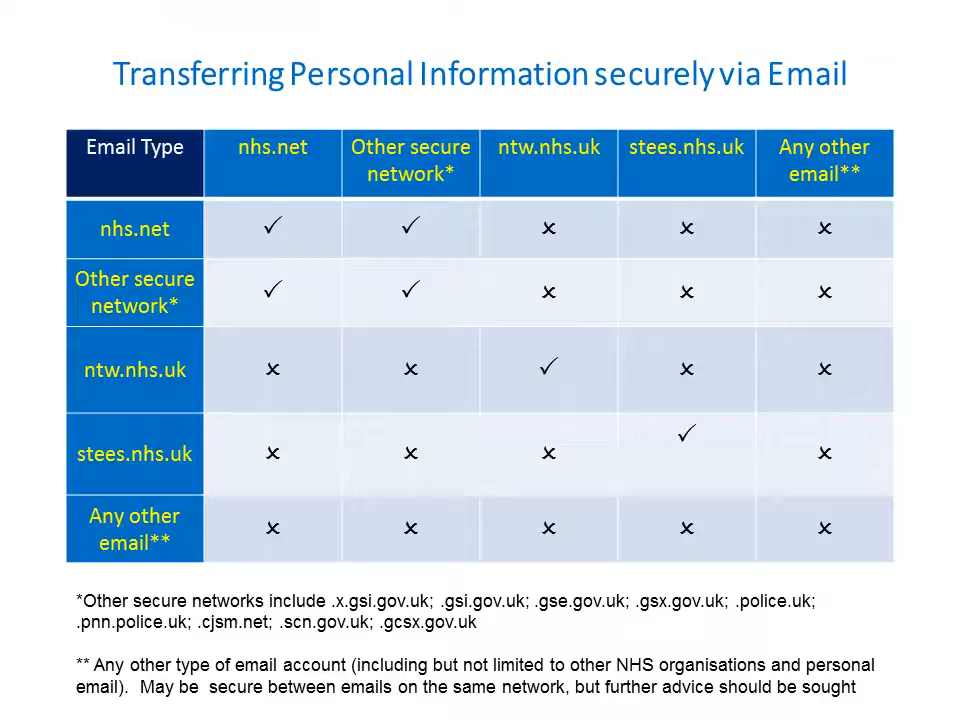 Transferring Personal Information securely via Email
Email Type nhs.net Other secure network* ntw.nhs.uk stees.nhs.uk Any other email**
nhs.net ✓ ✓ × × ×
Other secure network* ✓ ✓ × × ×
ntw.nhs.uk × × ✓ × ×
stees.nhs.uk × × × ✓ ×
Any other email** × × × × ×
*Other secure networks include .x.gsi.gov.uk; .gsi.gov.uk; .gse.gov.uk; .gsx.gov.uk; .police.uk;
.pnn.police.uk; .cjsm.net; .scn.gov.uk; .gcsx.gov.uk
** Any other type of email account (including but not limited to other NHS organisations and personal
email). May be secure between emails on the same network, but further advice should be sought